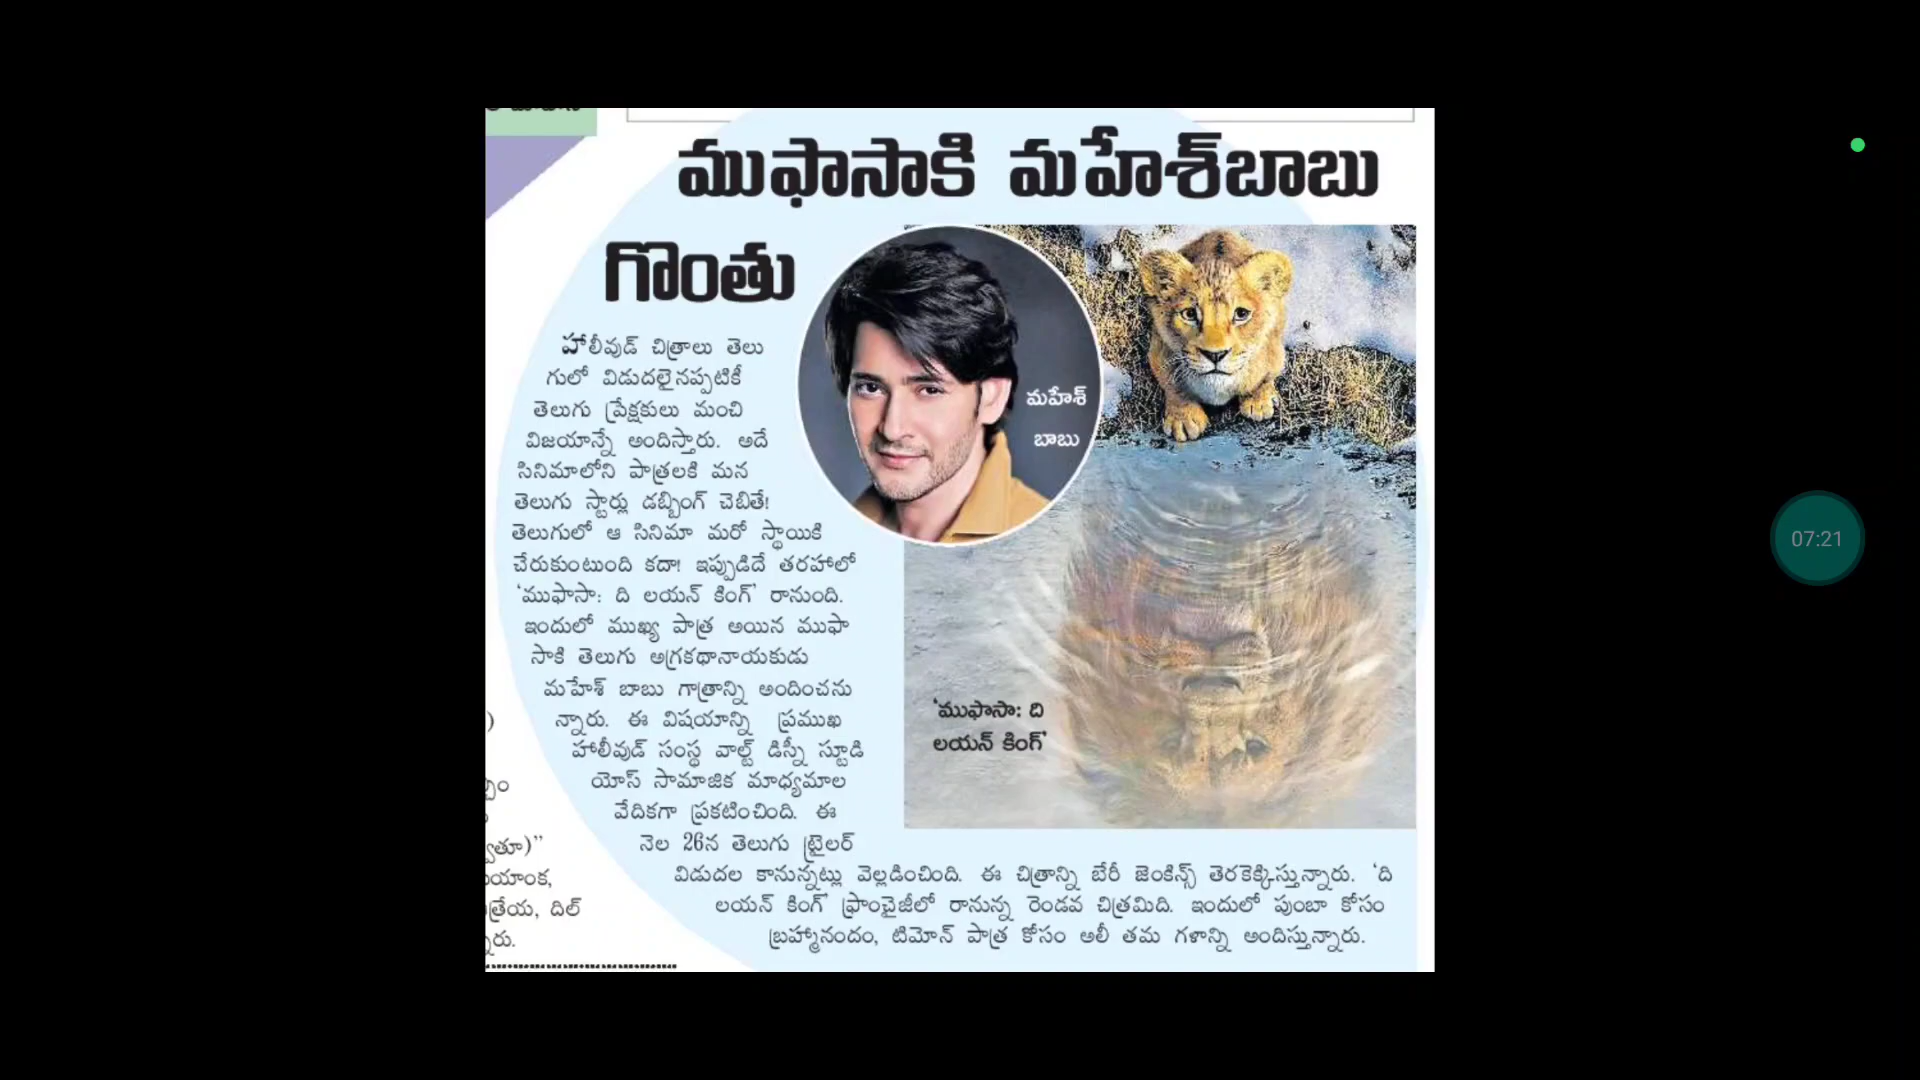 ముఫాసాకి మహేశ్‌బాబు
గొంతు
హాలీవుడ్ చిత్రాలు తెలు
గులో విడుదలైనప్పటికీ
తెలుగు ప్రేక్షకులు మంచి
విజయాన్నే అందిస్తారు. అదే
సినిమాలోని పాత్రలకి మన
తెలుగు స్టార్లు డబ్బింగ్ చెబితే!
తెలుగులో ఆ సినిమా మరో స్థాయికి
చేరుకుంటుంది కదా! ఇప్పుడిదే తరహాలో
‘ముఫాసా: ది లయన్ కింగ్’ రానుంది.
ఇందులో ముఖ్య పాత్ర అయిన ముఫా
సాకి తెలుగు అగ్రకథానాయకుడు
మహేశ్ బాబు గాత్రాన్ని అందించను
న్నారు. ఈ విషయాన్ని ప్రముఖ
హాలీవుడ్ సంస్థ వాల్ట్ డిస్నీ స్టూడి
యోస్ సామాజిక మాధ్యమాల
వేదికగా ప్రకటించింది. ఈ
నెల 26న తెలుగు ట్రైలర్
విడుదల కానున్నట్లు వెల్లడించింది. ఈ చిత్రాన్ని బేరీ జెంకిన్స్ తెరకెక్కిస్తున్నారు. ‘ది
లయన్ కింగ్’ ఫ్రాంచైజీలో రానున్న రెండవ చిత్రమిది. ఇందులో పుంబా కోసం
బ్రహ్మానందం, టిమోన్ పాత్ర కోసం అలీ తమ గళాన్ని అందిస్తున్నారు.
మహేశ్
బాబు
‘ముఫాసా: ది
లయన్ కింగ్’
దిల్
07:21